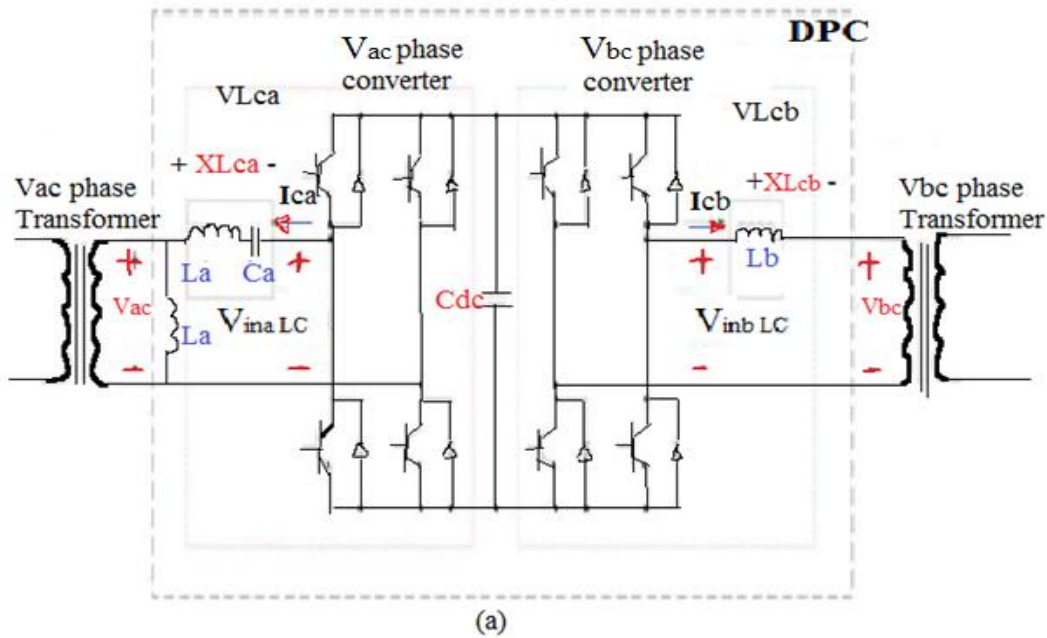 DPC
Vac phase
converter
Vbc phase
converter
VLca
VLcb
+ XLca -
+XLcb -
Vac phase
Transformer
Ica
Icb
Vbc phase
Transformer
La
Ca
Lb
+
+
+
+
Vac
La
Vina LC
Cdc
Vinb LC
Vbc
-
-
-
-
(a)